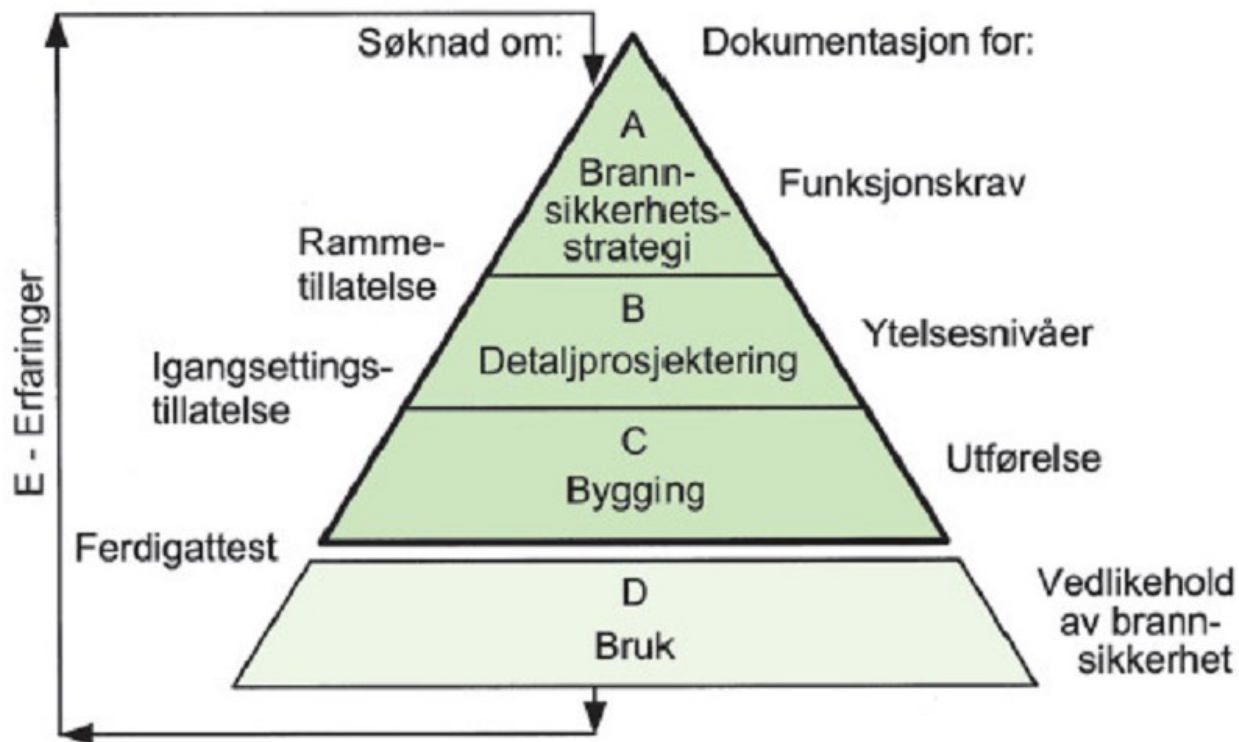 Søknad om:
Dokumentasjon for:
A
Brann-
sikkerhets-
strategi
Funksjonskrav
Ramme-
tillatelse
B
Detaljprosjektering
Ytelsesnivåer
Igangsettings-
tillatelse
C
Bygging
Utførelse
Ferdigattest
D
Bruk
Vedlikehold
av brann-
sikkerhet
E - Erfaringer